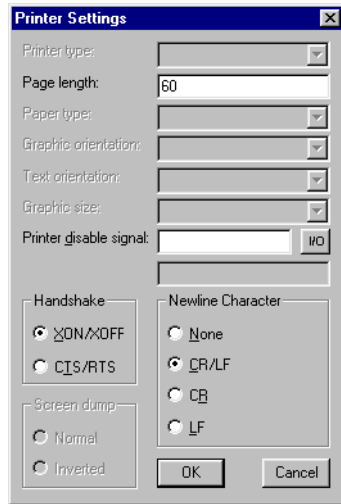 Printer Settings
Printer type:
Page length: 60
Paper type:
Graphic orientation:
Text orientation:
Graphic size:
Printer disable signal: I/O
Handshake
XON/XOFF
CTS/RTS
Newline Character
None
CR/LF
CR
LF
Screen dump
Normal
Inverted
OK Cancel